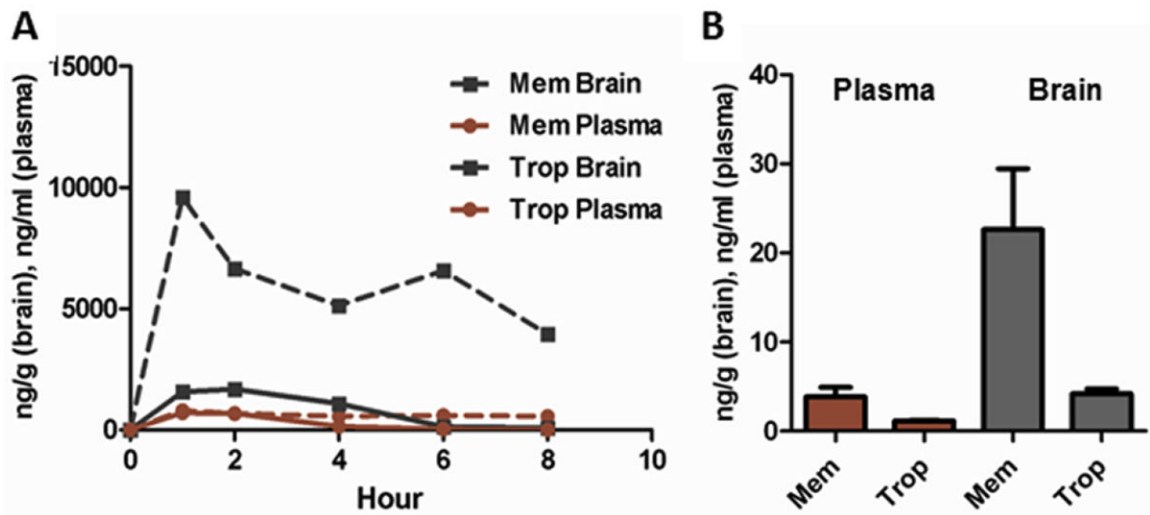 A
ng/g (brain), ng/ml (plasma)
15000
10000
5000
0
0
2
4
6
8
10
Hour
Mem Brain
Mem Plasma
Trop Brain
Trop Plasma
B
ng/g (brain), ng/ml (plasma)
40
30
20
10
0
Plasma
Brain
Mem
Trop
Mem
Trop